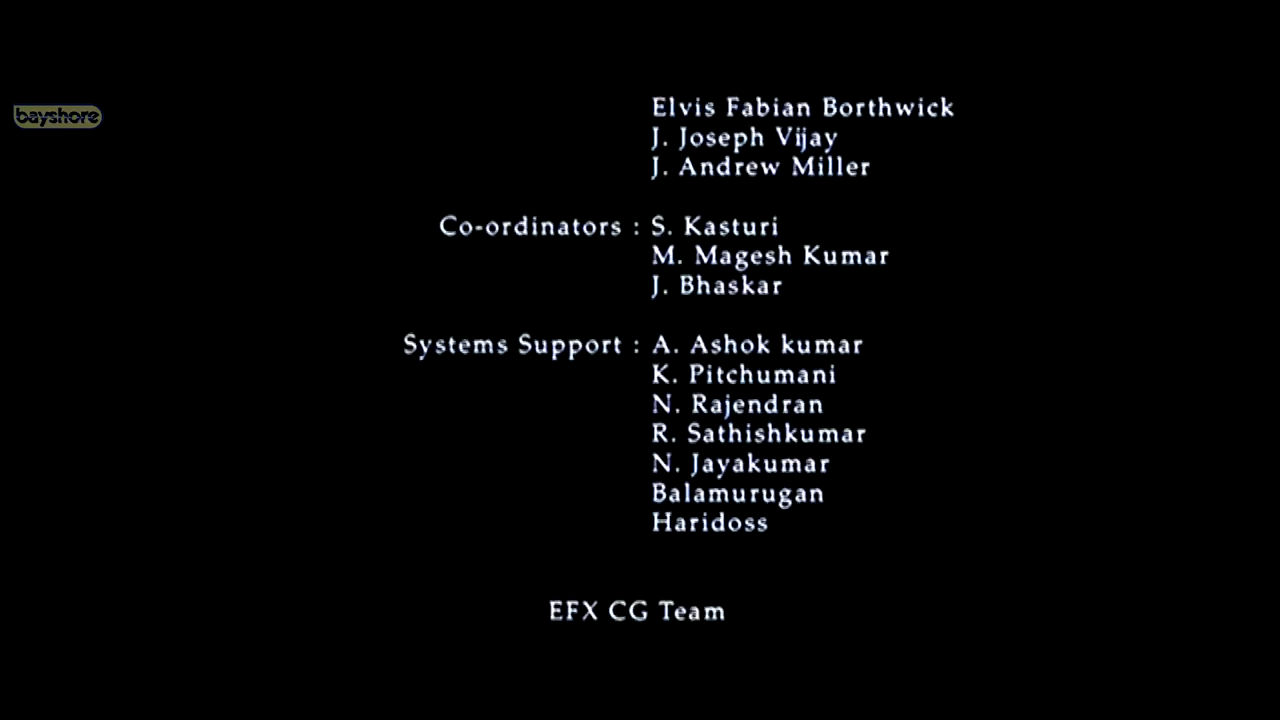 bayshore
Elvis Fabian Borthwick
J. Joseph Vijay
J. Andrew Miller
Co-ordinators : S. Kasturi
M. Magesh Kumar
J. Bhaskar
Systems Support : A. Ashok kumar
K. Pitchumani
N. Rajendran
R. Sathishkumar
N. Jayakumar
Balamurugan
Haridoss
EFX CG Team